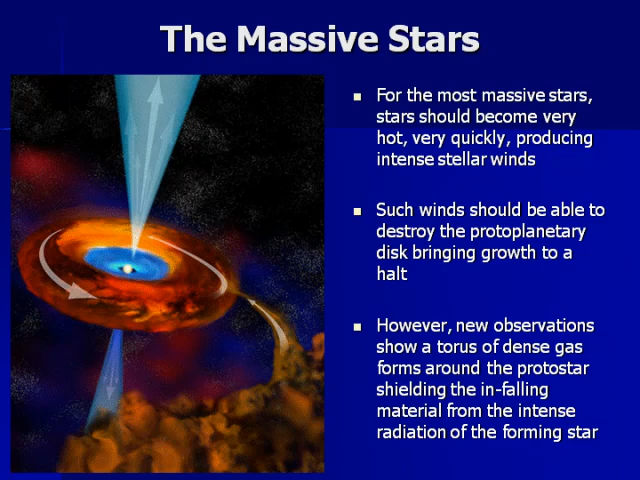 The Massive Stars
For the most massive stars,
stars should become very
hot, very quickly, producing
intense stellar winds
Such winds should be able to
destroy the protoplanetary
disk bringing growth to a
halt
However, new observations
show a torus of dense gas
forms around the protostar
shielding the in-falling
material from the intense
radiation of the forming star